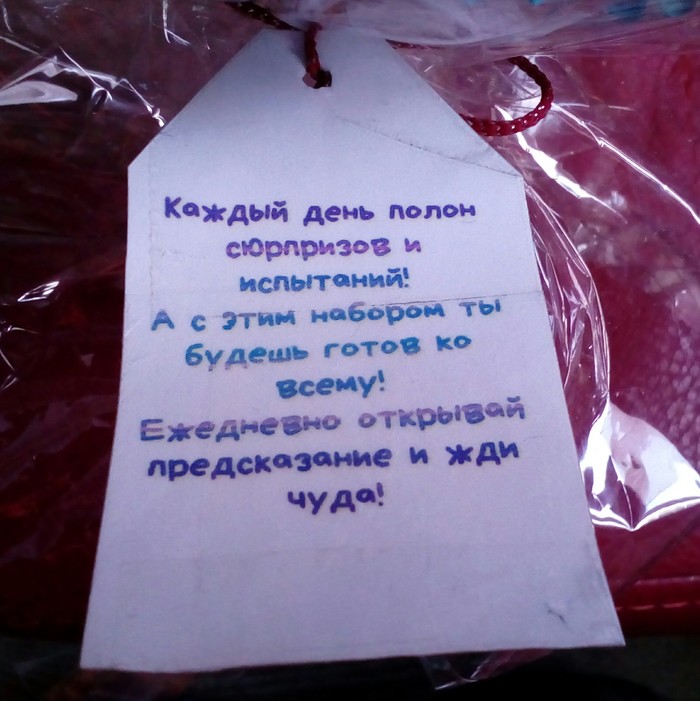 Каждый день полон
сюрпризов и
испытаний!
А с этим набором ты
будешь готов ко
всему!
Ежедневно открывай
предсказание и жди
чуда!